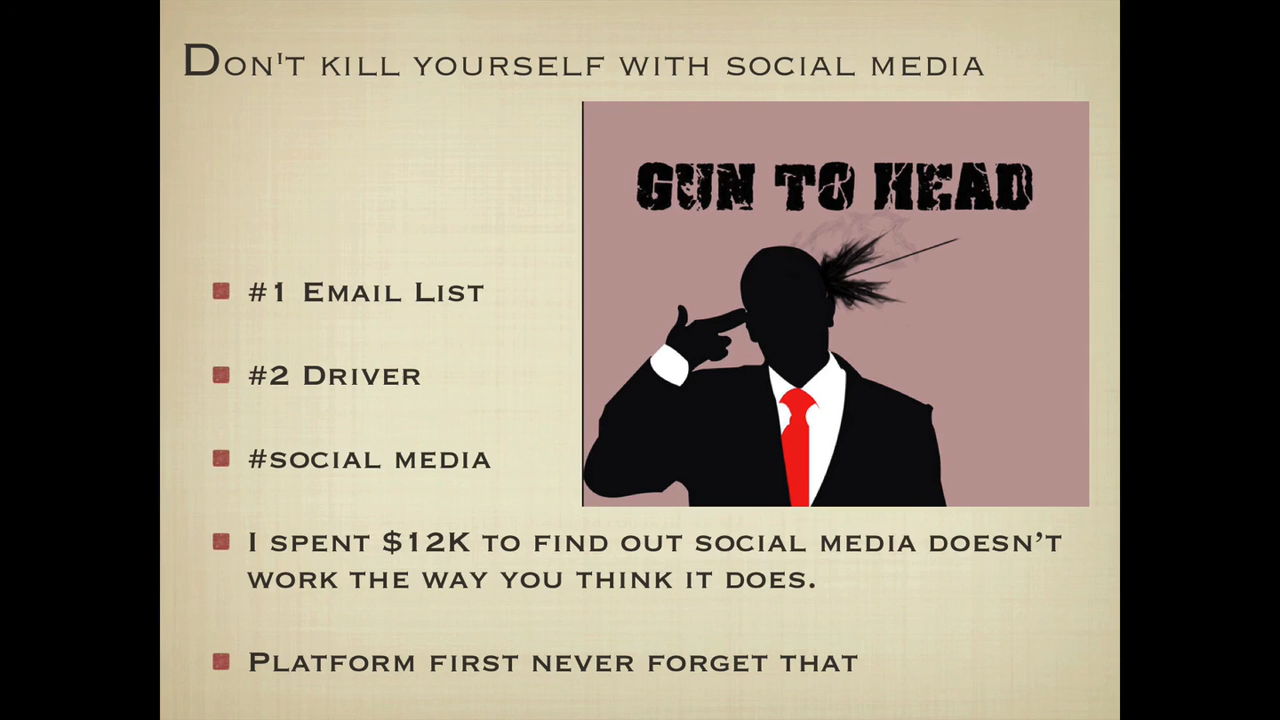 Don't kill yourself with social media
GUN TO HEAD
#1 Email List
#2 Driver
#social media
I spent $12K to find out social media doesn’t
work the way you think it does.
Platform first never forget that